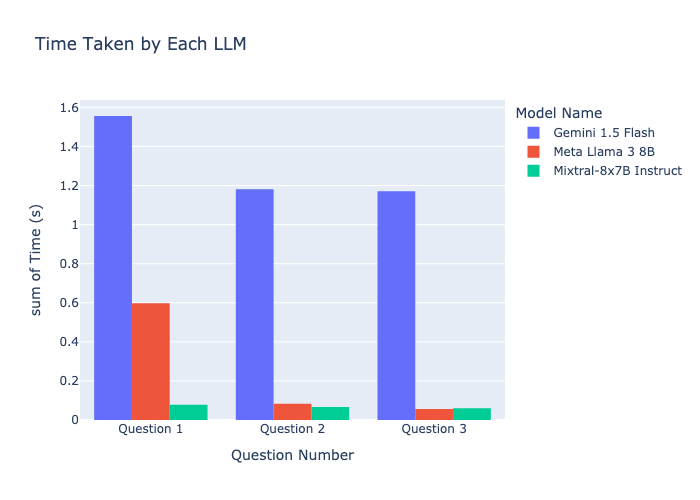 Time Taken by Each LLM
Model Name
Gemini 1.5 Flash
Meta Llama 3 8B
Mixtral-8x7B Instruct
sum of Time (s)
1.6
1.4
1.2
1
0.8
0.6
0.4
0.2
0
Question 1 Question 2 Question 3
Question Number